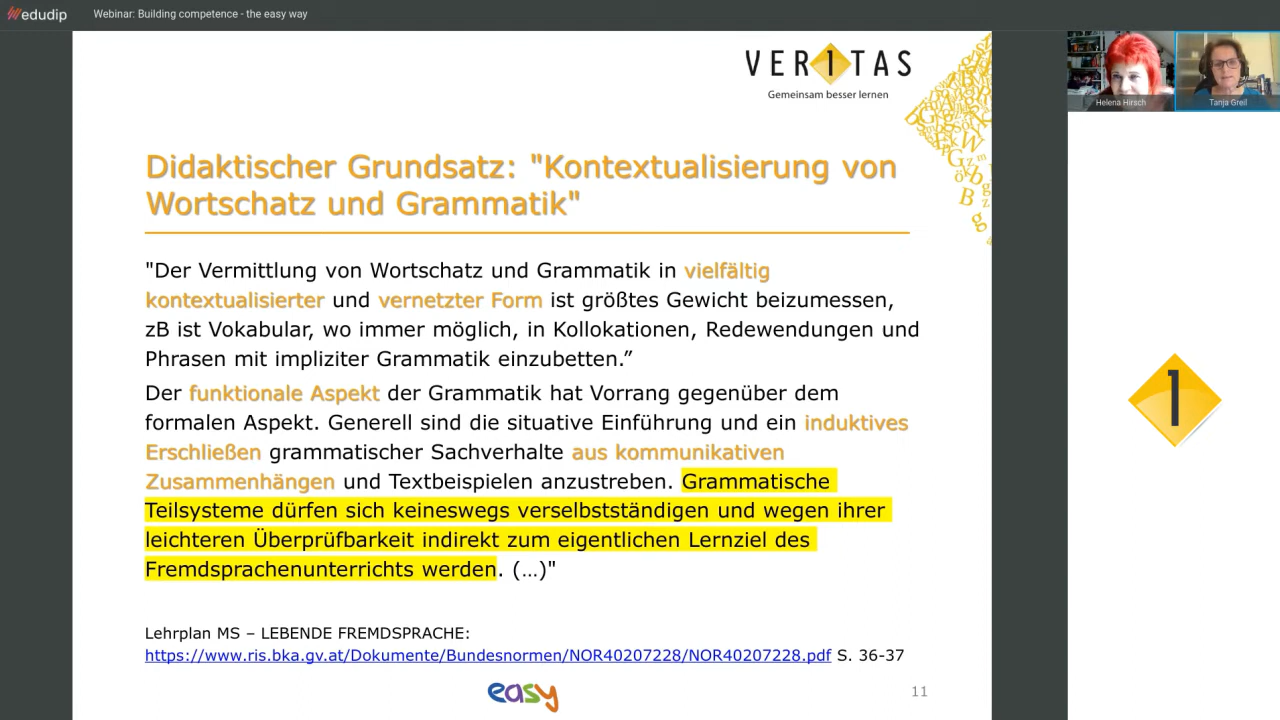 edudip
Webinar: Building competence - the easy way
VERITAS
Gemeinsam besser lernen
Helena Hirsch
Tanja Greil
Didaktischer Grundsatz: "Kontextualisierung von
Wortschatz und Grammatik"
"Der Vermittlung von Wortschatz und Grammatik in vielfältig
kontextualisierter und vernetzter Form ist größtes Gewicht beizumessen,
zB ist Vokabular, wo immer möglich, in Kollokationen, Redewendungen und
Phrasen mit impliziter Grammatik einzubetten.”
Der funktionale Aspekt der Grammatik hat Vorrang gegenüber dem
formalen Aspekt. Generell sind die situative Einführung und ein induktives
Erschließen grammatischer Sachverhalte aus kommunikativen
Zusammenhängen und Textbeispielen anzustreben. Grammatische
Teilsysteme dürfen sich keineswegs verselbstständigen und wegen ihrer
leichteren Überprüfbarkeit indirekt zum eigentlichen Lernziel des
Fremdsprachenunterrichts werden. (…)"
Lehrplan MS – LEBENDE FREMDSPRACHE:
https://www.ris.bka.gv.at/Dokumente/Bundesnormen/NOR40207228/NOR40207228.pdf S. 36-37
easy
11